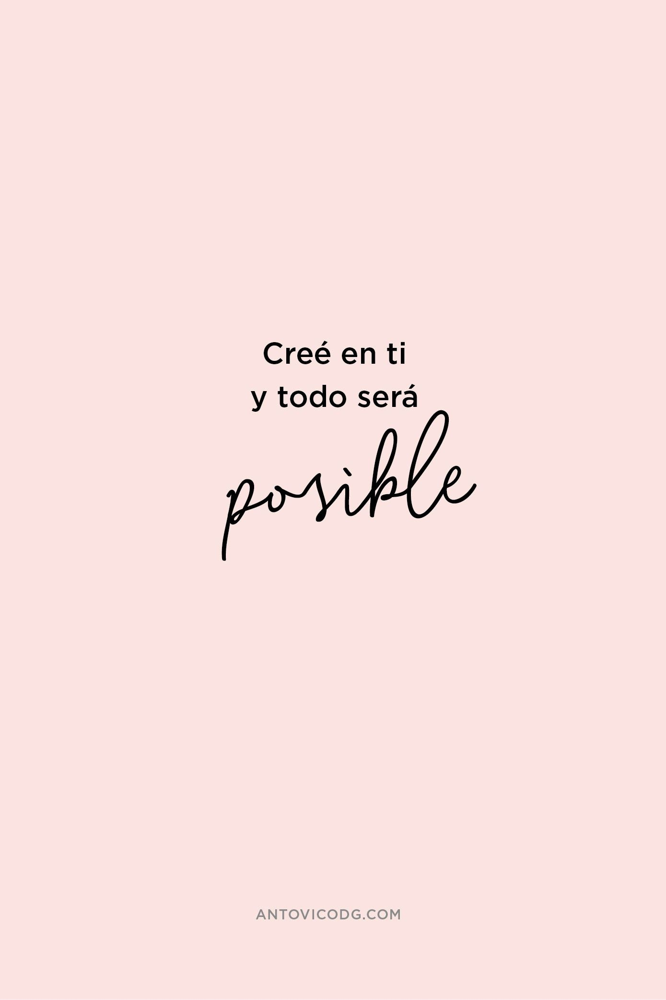 Creé en ti
y todo será
posible
ANTOVICODG.COM